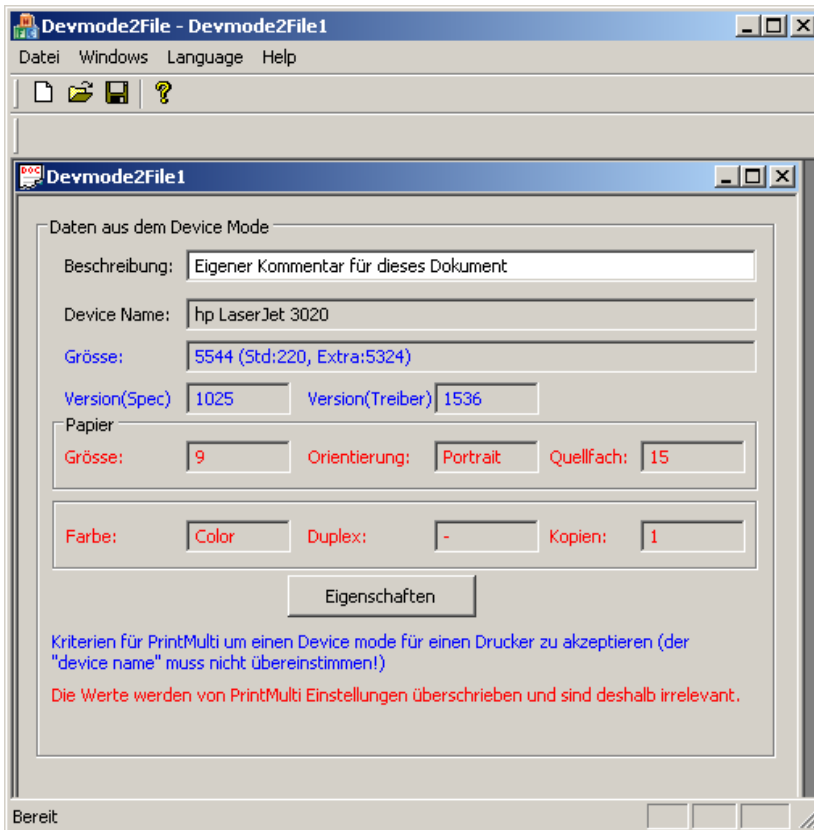 Devmode2File - Devmode2File1
Datei Windows Language Help
DOC
Devmode2File1
Daten aus dem Device Mode
Beschreibung: Eigener Kommentar für dieses Dokument
Device Name: hp LaserJet 3020
Grösse: 5544 (Std:220, Extra:5324)
Version(Spec) 1025 Version(Treiber) 1536
Papier
Grösse: 9 Orientierung: Portrait Quellfach: 15
Farbe: Color Duplex: - Kopien: 1
Eigenschaften
Kriterien für PrintMulti um einen Device mode für einen Drucker zu akzeptieren (der
"device name" muss nicht übereinstimmen!)
Die Werte werden von PrintMulti Einstellungen überschrieben und sind deshalb irrelevant.
Bereit